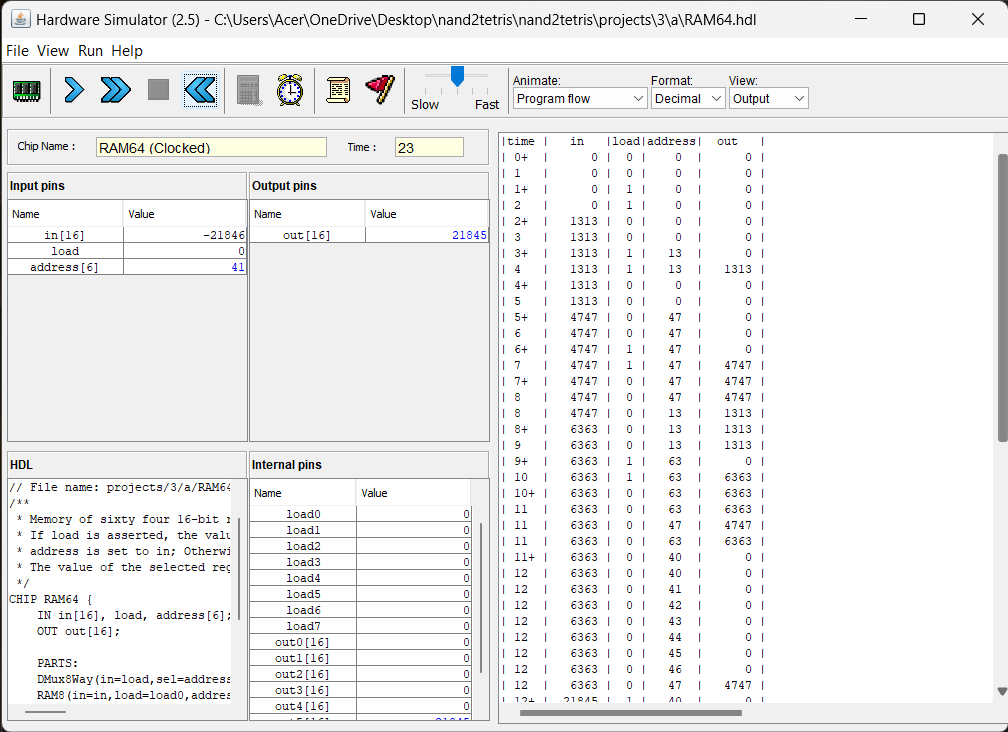 Hardware Simulator (2.5) - C:\Users\Acer\OneDrive\Desktop\nand2tetris\nand2tetris\projects\3\a\RAM64.hdl
File View Run Help
Animate: Format: View:
Slow Fast Program flow Decimal Output
Chip Name : RAM64 (Clocked) Time : 23
Input pins
Name Value
in[16] -21846
load 0
address[6] 41
Output pins
Name Value
out[16] 21845
HDL
// File name: projects/3/a/RAM64
/**
* Memory of sixty four 16-bit r
* If load is asserted, the valu
* address is set to in; Otherwi
* The value of the selected reg
*/
CHIP RAM64 {
IN in[16], load, address[6];
OUT out[16];
PARTS:
DMux8Way(in=load,sel=address
RAM8(in=in,load=load0,addres
Internal pins
Name Value
load0 0
load1 0
load2 0
load3 0
load4 0
load5 0
load6 0
load7 0
out0[16] 0
out1[16] 0
out2[16] 0
out3[16] 0
out4[16] 0
|time | in |load|address| out |
| 0+ | 0 | 0 | 0 | 0 |
| 1 | 0 | 0 | 0 | 0 |
| 1+ | 0 | 1 | 0 | 0 |
| 2 | 0 | 1 | 0 | 0 |
| 2+ | 1313 | 0 | 0 | 0 |
| 3 | 1313 | 0 | 0 | 0 |
| 3+ | 1313 | 1 | 13 | 0 |
| 4 | 1313 | 1 | 13 | 1313 |
| 4+ | 1313 | 0 | 0 | 0 |
| 5 | 1313 | 0 | 0 | 0 |
| 5+ | 4747 | 0 | 47 | 0 |
| 6 | 4747 | 0 | 47 | 0 |
| 6+ | 4747 | 1 | 47 | 0 |
| 7 | 4747 | 1 | 47 | 4747 |
| 7+ | 4747 | 0 | 47 | 4747 |
| 8 | 4747 | 0 | 47 | 4747 |
| 8 | 4747 | 0 | 13 | 1313 |
| 8+ | 6363 | 0 | 13 | 1313 |
| 9 | 6363 | 0 | 13 | 1313 |
| 9+ | 6363 | 1 | 63 | 0 |
| 10 | 6363 | 1 | 63 | 6363 |
| 10+ | 6363 | 0 | 63 | 6363 |
| 11 | 6363 | 0 | 63 | 6363 |
| 11 | 6363 | 0 | 47 | 4747 |
| 11 | 6363 | 0 | 63 | 6363 |
| 11+ | 6363 | 0 | 40 | 0 |
| 12 | 6363 | 0 | 40 | 0 |
| 12 | 6363 | 0 | 41 | 0 |
| 12 | 6363 | 0 | 42 | 0 |
| 12 | 6363 | 0 | 43 | 0 |
| 12 | 6363 | 0 | 44 | 0 |
| 12 | 6363 | 0 | 45 | 0 |
| 12 | 6363 | 0 | 46 | 0 |
| 12 | 6363 | 0 | 47 | 4747 |
| 12+ | 21845 | 1 | 40 | 0 |